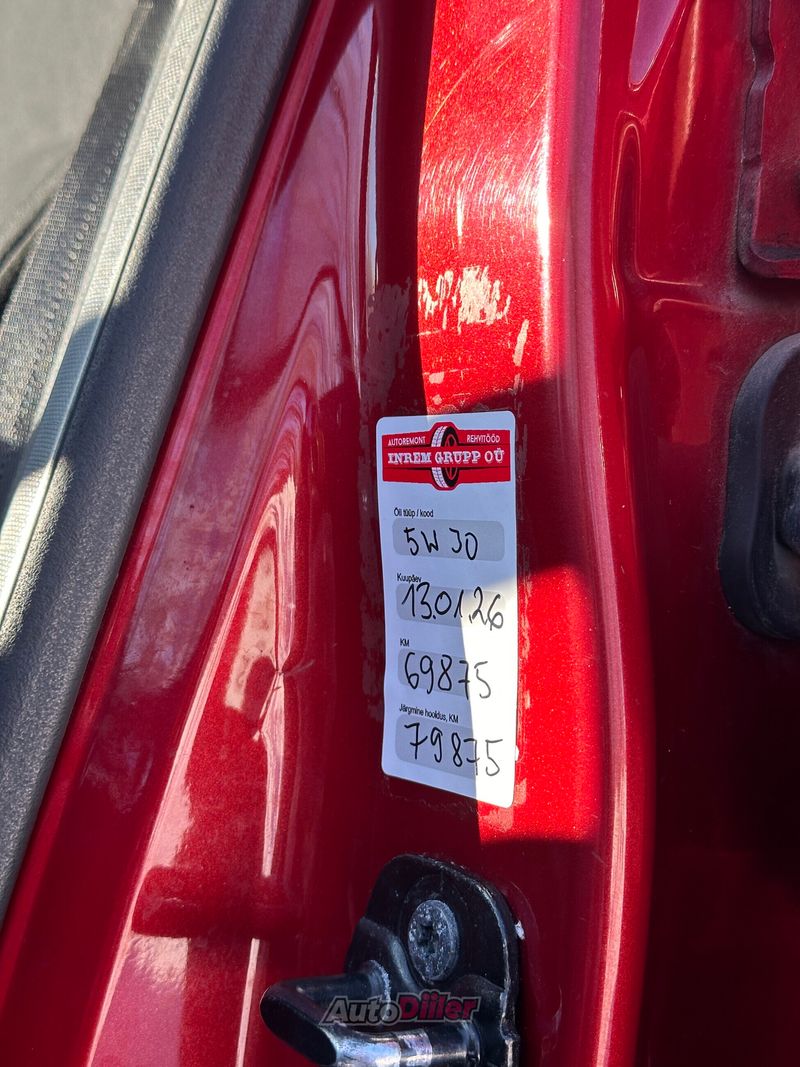 AUTOREMONT REHVITÖÖD
INREM GRUPP OÜ
Õli tüüp / kood
5W30
Kuupäev
13.01.26
KM
69875
Järgmine hooldus, KM
79875
AutoDiiler